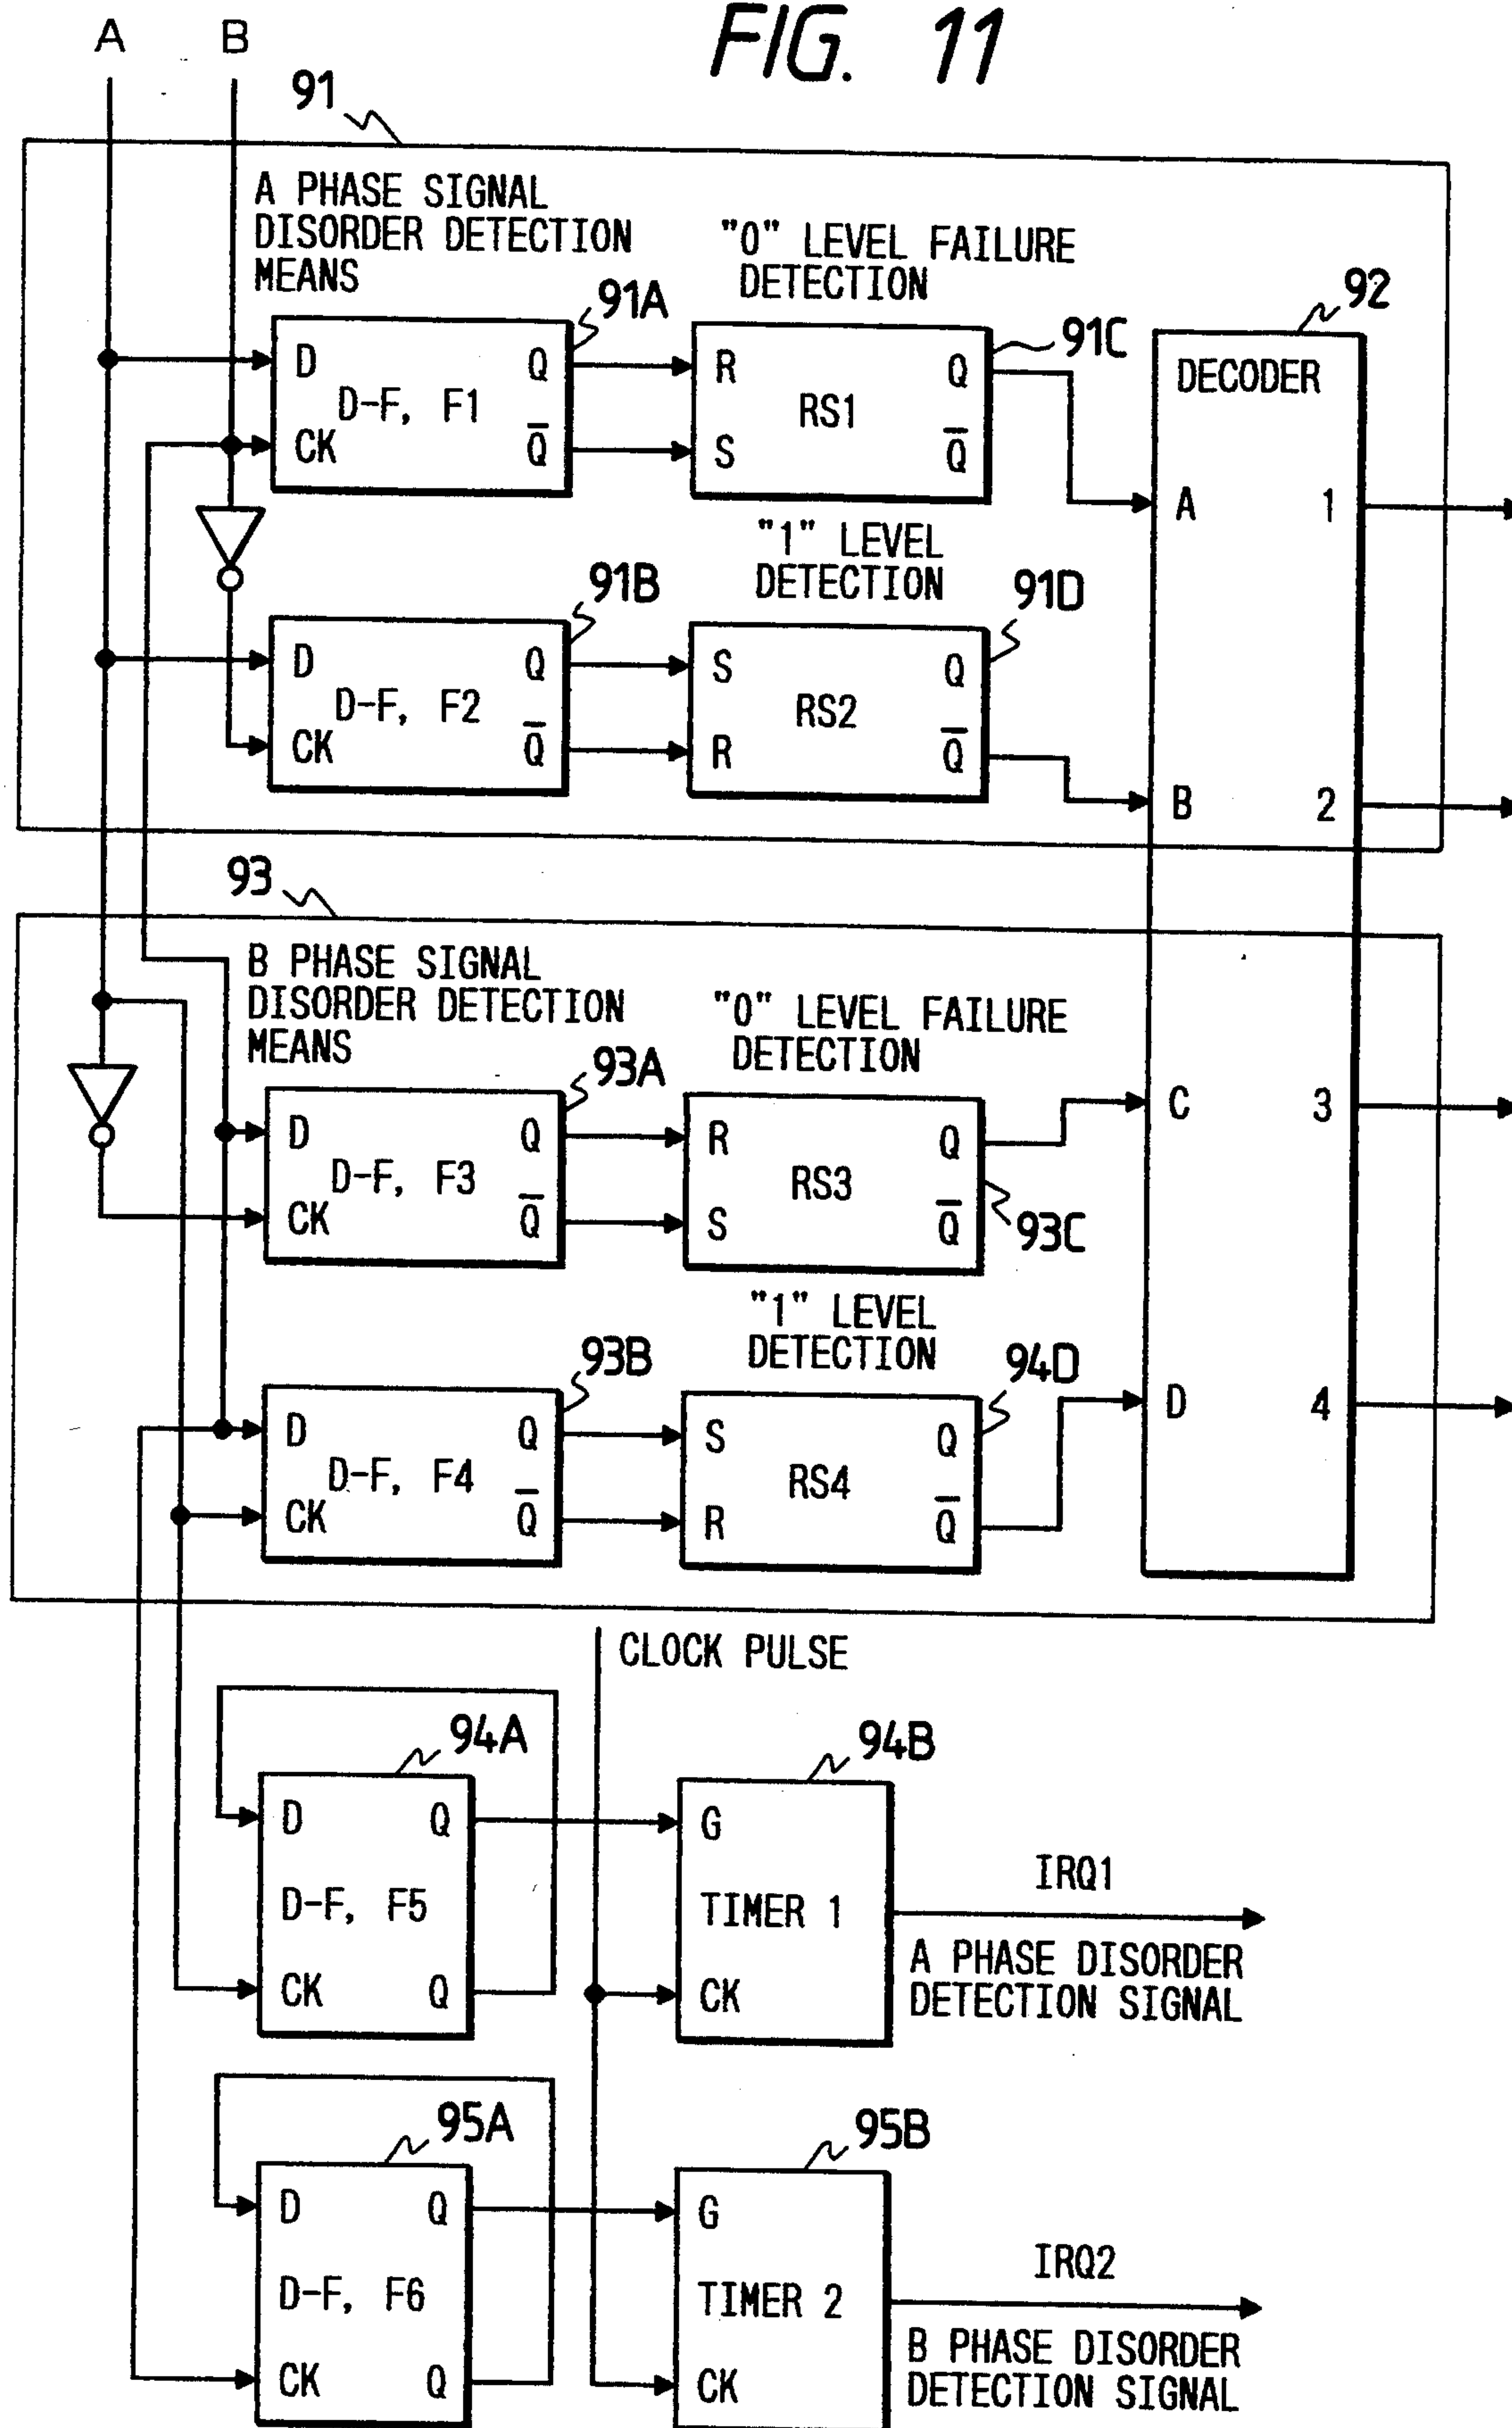 FIG. 11
A B
91
A PHASE SIGNAL
DISORDER DETECTION
MEANS
"0" LEVEL FAILURE
DETECTION
91A
91C
92
D Q
D-F, F1
CK Q̅
R Q
RS1
S Q̅
DECODER
A 1
"1" LEVEL
DETECTION
91B
91D
D Q
D-F, F2
CK Q̅
S Q
RS2
R Q̅
B 2
93
B PHASE SIGNAL
DISORDER DETECTION
MEANS
"0" LEVEL FAILURE
DETECTION
93A
D Q
D-F, F3
CK Q̅
R Q
RS3
S Q̅
93C
C 3
"1" LEVEL
DETECTION
93B
94D
D Q
D-F, F4
CK Q̅
S Q
RS4
R Q̅
D 4
CLOCK PULSE
94A
94B
D Q
D-F, F5
CK Q
G
TIMER 1
CK
IRQ1
A PHASE DISORDER
DETECTION SIGNAL
95A
95B
D Q
D-F, F6
CK Q
G
TIMER 2
CK
IRQ2
B PHASE DISORDER
DETECTION SIGNAL